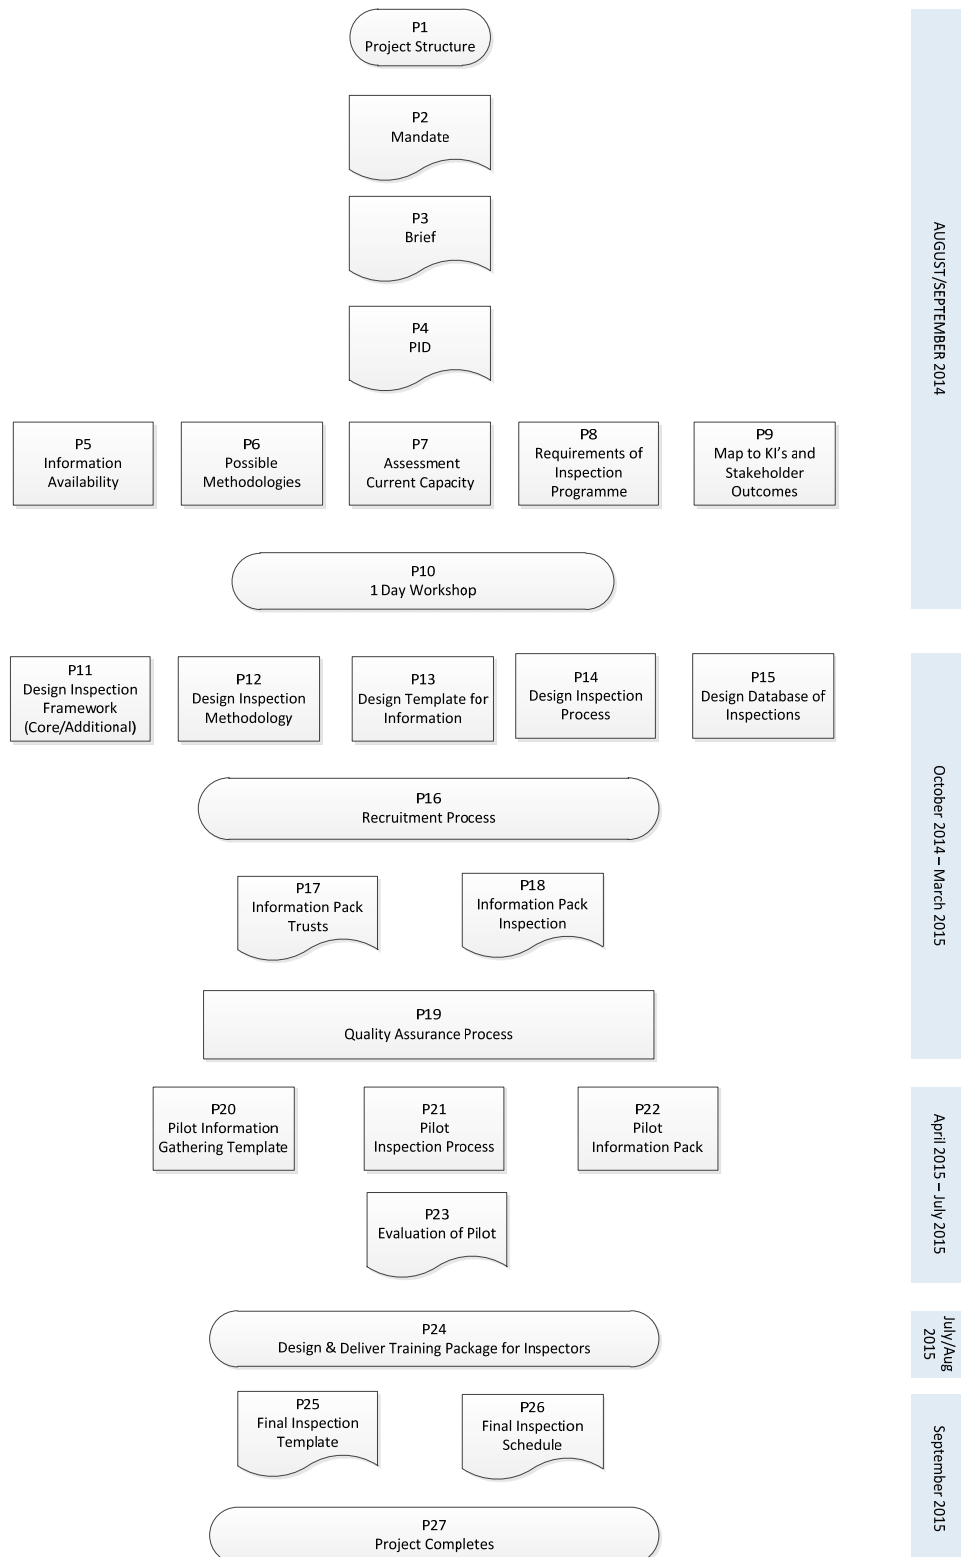 P1
Project Structure
P2
Mandate
P3
Brief
P4
PID
AUGUST/SEPTEMBER 2014
P5
Information
Availability
P6
Possible
Methodologies
P7
Assessment
Current Capacity
P8
Requirements of
Inspection
Programme
P9
Map to KI's and
Stakeholder
Outcomes
P10
1 Day Workshop
P11
Design Inspection
Framework
(Core/Additional)
P12
Design Inspection
Methodology
P13
Design Template for
Information
P14
Design Inspection
Process
P15
Design Database of
Inspections
P16
Recruitment Process
October 2014 – March 2015
P17
Information Pack
Trusts
P18
Information Pack
Inspection
P19
Quality Assurance Process
P20
Pilot Information
Gathering Template
P21
Pilot
Inspection Process
P22
Pilot
Information Pack
April 2015 – July 2015
P23
Evaluation of Pilot
P24
Design & Deliver Training Package for Inspectors
July/Aug
2015
P25
Final Inspection
Template
P26
Final Inspection
Schedule
September 2015
P27
Project Completes